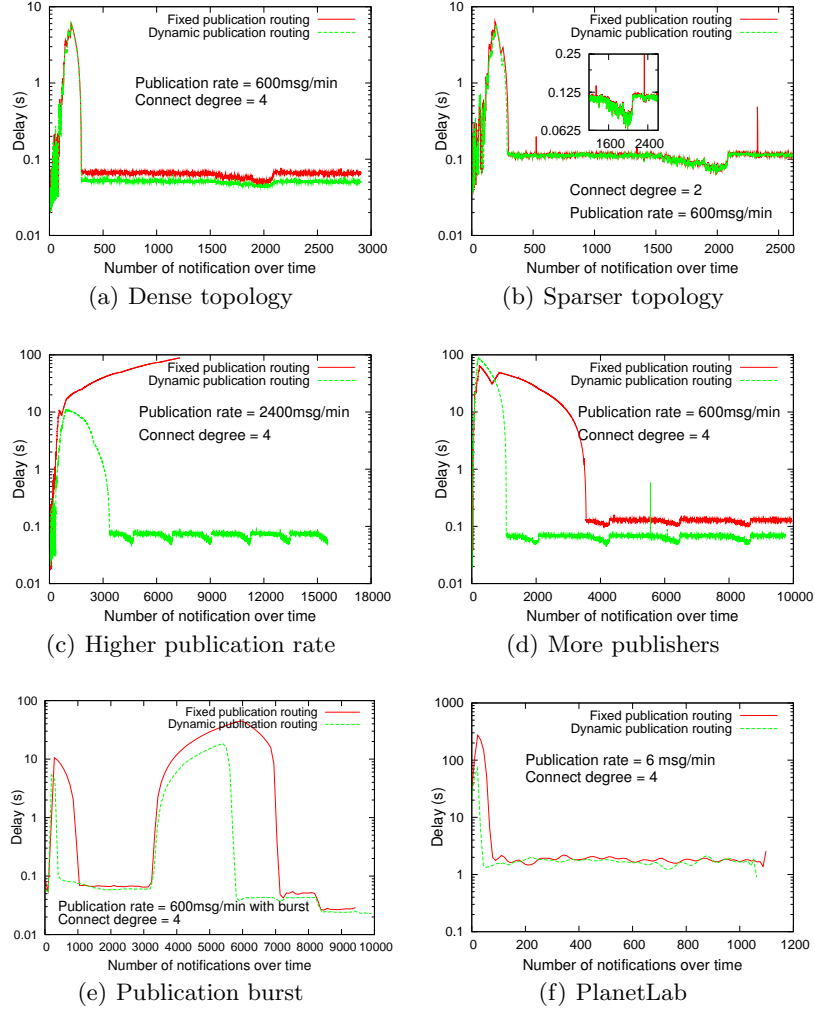 10
1
0.1
0.01
Delay (s)
0 500 1000 1500 2000 2500 3000
Number of notification over time
Fixed publication routing
Dynamic publication routing
Publication rate = 600msg/min
Connect degree = 4
(a) Dense topology
10
1
0.1
0.01
Delay (s)
0 500 1000 1500 2000 2500
Number of notification over time
Fixed publication routing
Dynamic publication routing
0.25
0.125
0.0625
1600 2400
Connect degree = 2
Publication rate = 600msg/min
(b) Sparser topology
100
10
1
0.1
0.01
Delay (s)
0 3000 6000 9000 12000 15000 18000
Number of notification over time
Fixed publication routing
Dynamic publication routing
Publication rate = 2400msg/min
Connect degree = 4
(c) Higher publication rate
100
10
1
0.1
0.01
Delay (s)
0 2000 4000 6000 8000 10000
Number of notification over time
Fixed publication routing
Dynamic publication routing
Publication rate = 600msg/min
Connect degree = 4
(d) More publishers
100
10
1
0.1
0.01
Delay (s)
0 1000 2000 3000 4000 5000 6000 7000 8000 9000 10000
Number of notifications over time
Fixed publication routing
Dynamic publication routing
Publication rate = 600msg/min with burst
Connect degree = 4
(e) Publication burst
1000
100
10
1
0.1
Delay (s)
0 200 400 600 800 1000 1200
Number of notifications over time
Fixed publication routing
Dynamic publication routing
Publication rate = 6 msg/min
Connect degree = 4
(f) PlanetLab